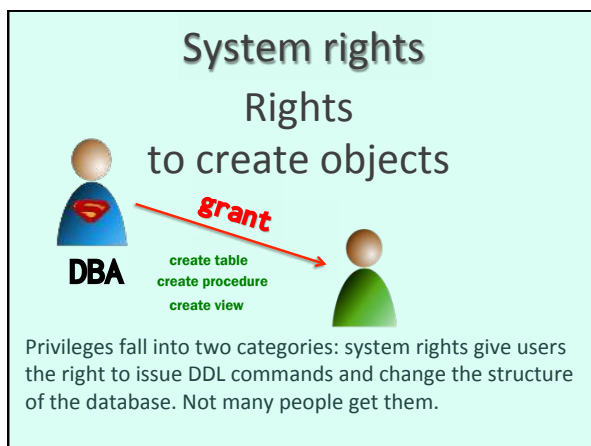 System rights
Rights
to create objects
grant
DBA
create table
create procedure
create view
Privileges fall into two categories: system rights give users
the right to issue DDL commands and change the structure
of the database. Not many people get them.